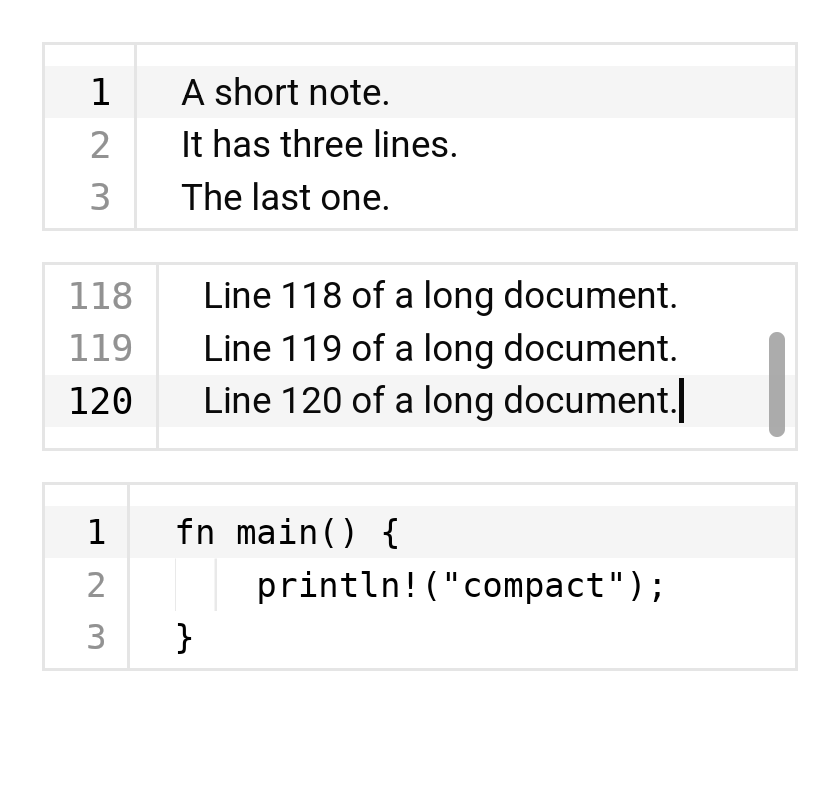 1 A short note.
2 It has three lines.
3 The last one.
118 Line 118 of a long document.
119 Line 119 of a long document.
120 Line 120 of a long document.
1 fn main() {
2     println!("compact");
3 }